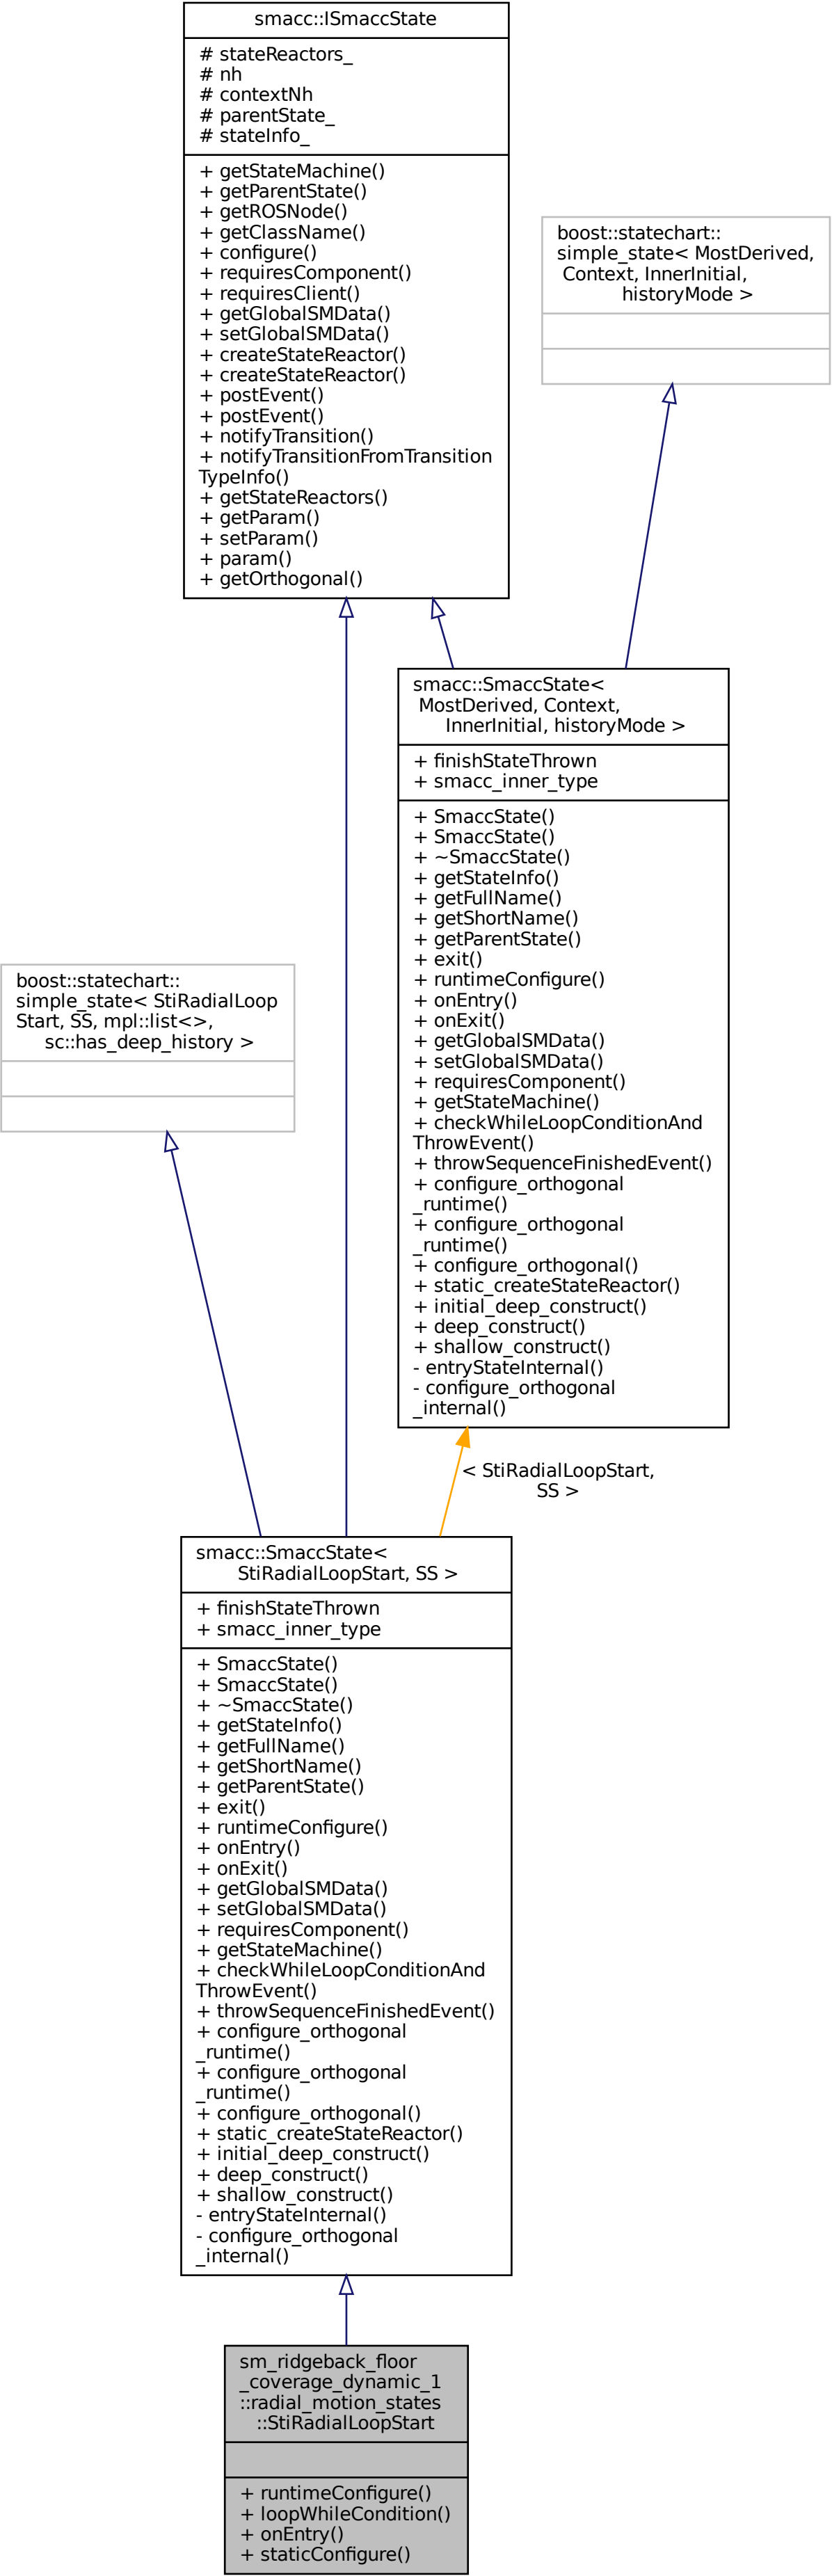 smacc::ISmaccState
# stateReactors_
# nh
# contextNh
# parentState_
# stateInfo_
+ getStateMachine()
+ getParentState()
+ getROSNode()
+ getClassName()
+ configure()
+ requiresComponent()
+ requiresClient()
+ getGlobalSMData()
+ setGlobalSMData()
+ createStateReactor()
+ createStateReactor()
+ postEvent()
+ postEvent()
+ notifyTransition()
+ notifyTransitionFromTransition
TypeInfo()
+ getStateReactors()
+ getParam()
+ setParam()
+ param()
+ getOrthogonal()
boost::statechart::
simple_state< MostDerived,
Context, InnerInitial,
historyMode >
smacc::SmaccState<
MostDerived, Context,
InnerInitial, historyMode >
+ finishStateThrown
+ smacc_inner_type
+ SmaccState()
+ SmaccState()
+ ~SmaccState()
+ getStateInfo()
+ getFullName()
+ getShortName()
+ getParentState()
+ exit()
+ runtimeConfigure()
+ onEntry()
+ onExit()
+ getGlobalSMData()
+ setGlobalSMData()
+ requiresComponent()
+ getStateMachine()
+ checkWhileLoopConditionAnd
ThrowEvent()
+ throwSequenceFinishedEvent()
+ configure_orthogonal
_runtime()
+ configure_orthogonal
_runtime()
+ configure_orthogonal()
+ static_createStateReactor()
+ initial_deep_construct()
+ deep_construct()
+ shallow_construct()
- entryStateInternal()
- configure_orthogonal
_internal()
boost::statechart::
simple_state< StiRadialLoop
Start, SS, mpl::list<>,
sc::has_deep_history >
< StiRadialLoopStart,
SS >
smacc::SmaccState<
StiRadialLoopStart, SS >
+ finishStateThrown
+ smacc_inner_type
+ SmaccState()
+ SmaccState()
+ ~SmaccState()
+ getStateInfo()
+ getFullName()
+ getShortName()
+ getParentState()
+ exit()
+ runtimeConfigure()
+ onEntry()
+ onExit()
+ getGlobalSMData()
+ setGlobalSMData()
+ requiresComponent()
+ getStateMachine()
+ checkWhileLoopConditionAnd
ThrowEvent()
+ throwSequenceFinishedEvent()
+ configure_orthogonal
_runtime()
+ configure_orthogonal
_runtime()
+ configure_orthogonal()
+ static_createStateReactor()
+ initial_deep_construct()
+ deep_construct()
+ shallow_construct()
- entryStateInternal()
- configure_orthogonal
_internal()
sm_ridgeback_floor
_coverage_dynamic_1
::radial_motion_states
::StiRadialLoopStart
+ runtimeConfigure()
+ loopWhileCondition()
+ onEntry()
+ staticConfigure()